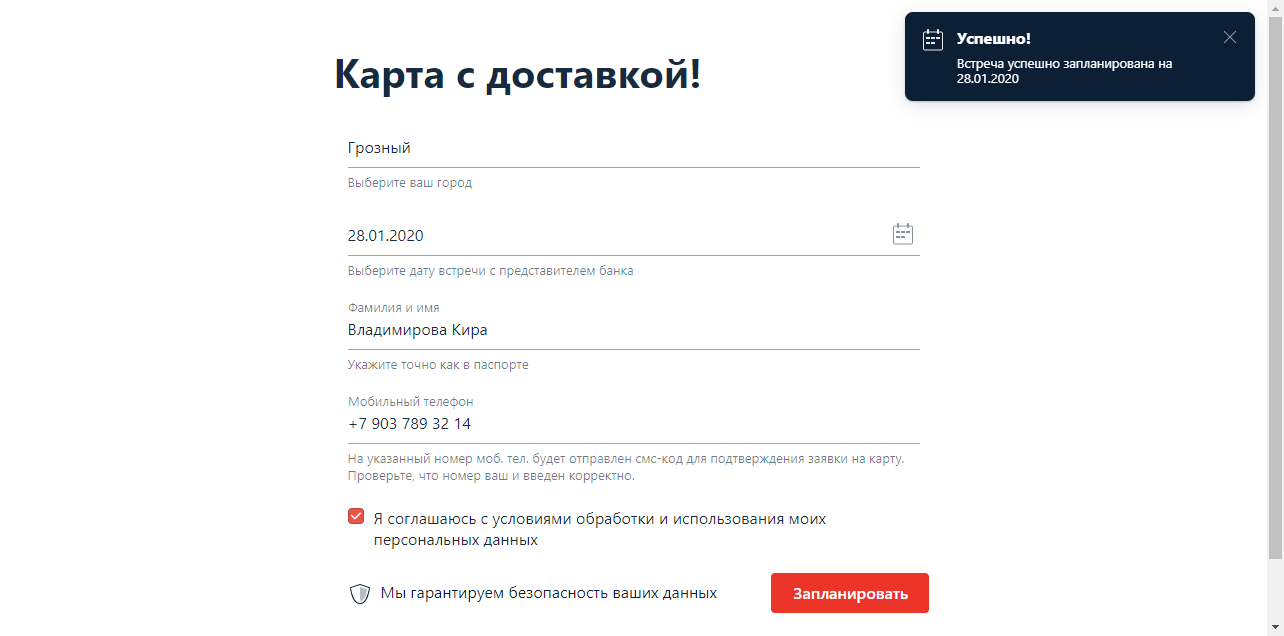 Успешно!
Встреча успешно запланирована на
28.01.2020
Карта с доставкой!
Грозный
Выберите ваш город
28.01.2020
Выберите дату встречи с представителем банка
Фамилия и имя
Владимирова Кира
Укажите точно как в паспорте
Мобильный телефон
+7 903 789 32 14
На указанный номер моб. тел. будет отправлен смс-код для подтверждения заявки на карту.
Проверьте, что номер ваш и введен корректно.
Я соглашаюсь с условиями обработки и использования моих
персональных данных
Мы гарантируем безопасность ваших данных
Запланировать